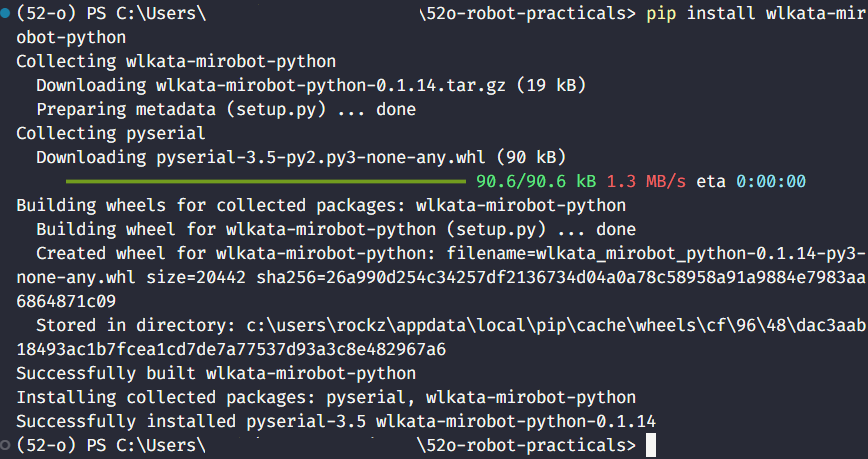 (52-o) PS C:\Users\ \52o-robot-practicals> pip install wlkata-mir
obot-python
Collecting wlkata-mirobot-python
  Downloading wlkata-mirobot-python-0.1.14.tar.gz (19 kB)
  Preparing metadata (setup.py) ... done
Collecting pyserial
  Downloading pyserial-3.5-py2.py3-none-any.whl (90 kB)
90.6/90.6 kB 1.3 MB/s eta 0:00:00
Building wheels for collected packages: wlkata-mirobot-python
  Building wheel for wlkata-mirobot-python (setup.py) ... done
  Created wheel for wlkata-mirobot-python: filename=wlkata_mirobot_python-0.1.14-py3-
none-any.whl size=20442 sha256=26a990d254c34257df2136734d04a0a78c58958a91a9884e7983aa
6864871c09
  Stored in directory: c:\users\rockz\appdata\local\pip\cache\wheels\cf\96\48\dac3aab
18493ac1b7fcea1cd7de7a77537d93a3c8e482967a6
Successfully built wlkata-mirobot-python
Installing collected packages: pyserial, wlkata-mirobot-python
Successfully installed pyserial-3.5 wlkata-mirobot-python-0.1.14
(52-o) PS C:\Users\ \52o-robot-practicals>